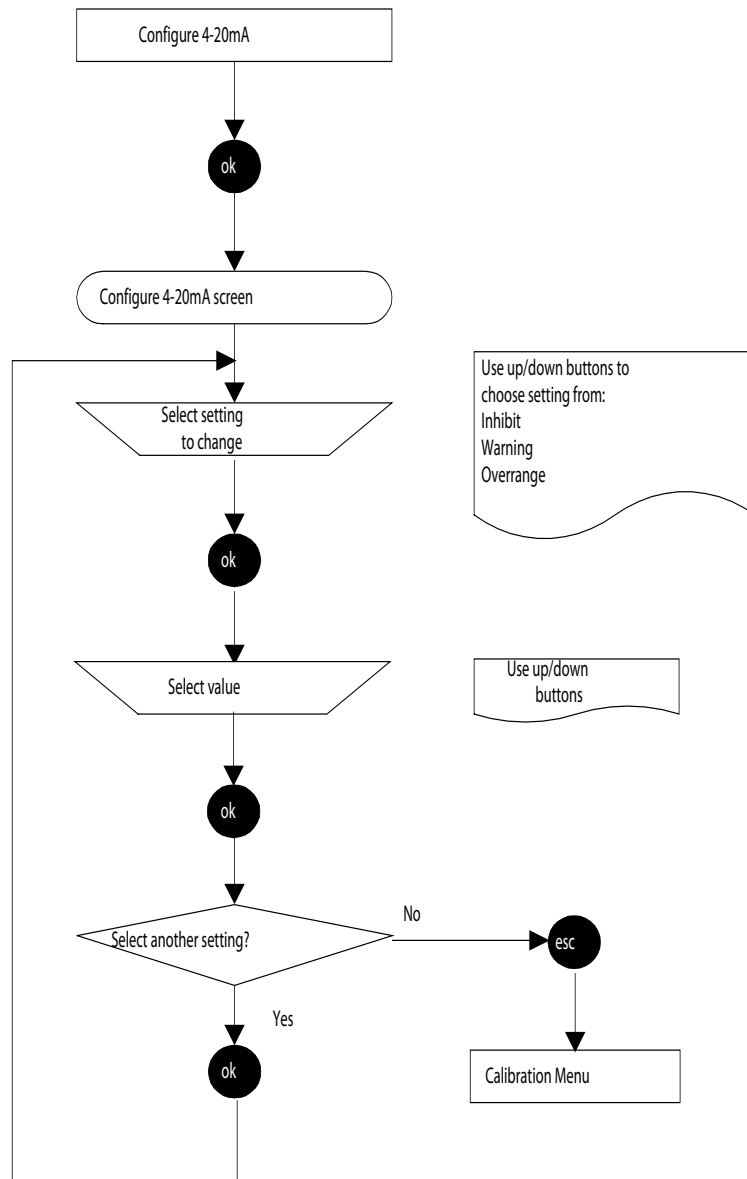 Configure 4-20mA
ok
Configure 4-20mA screen
Select setting
to change
Use up/down buttons to
choose setting from:
Inhibit
Warning
Overrange
ok
Select value
Use up/down
buttons
ok
Select another setting?
No
esc
Yes
ok
Calibration Menu